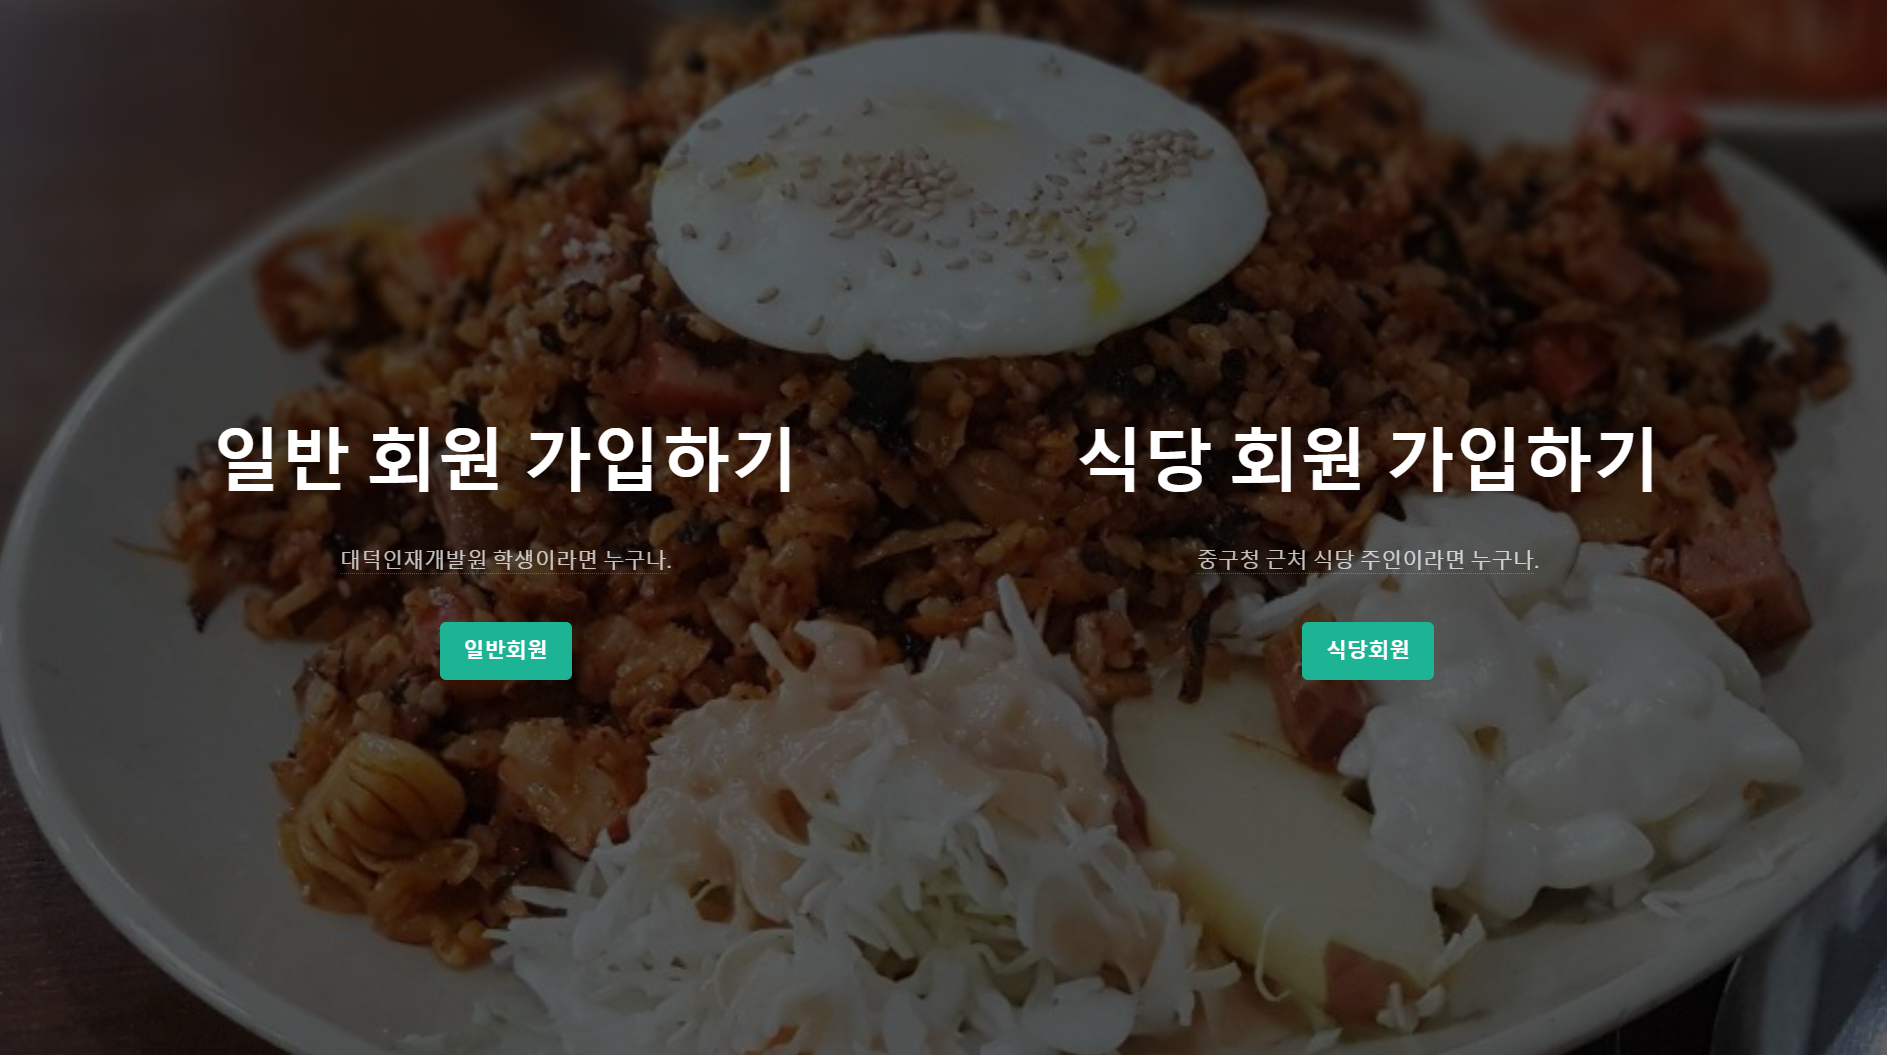 일반 회원 가입하기
대덕인재개발원 학생이라면 누구나.
일반회원
식당 회원 가입하기
중구청 근처 식당 주인이라면 누구나.
식당회원